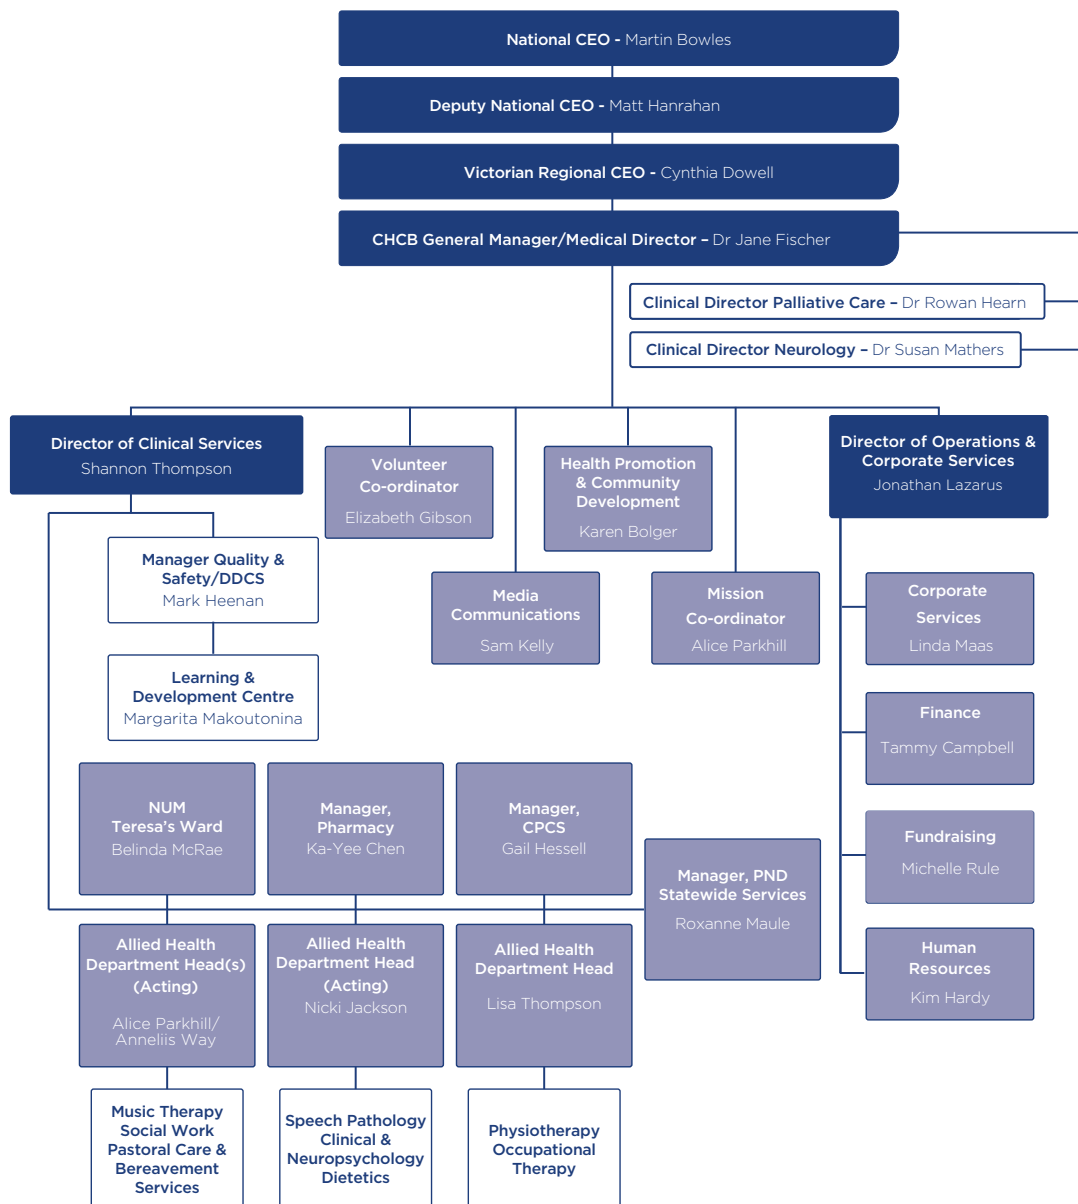 National CEO - Martin Bowles
Deputy National CEO - Matt Hanrahan
Victorian Regional CEO - Cynthia Dowell
CHCB General Manager/Medical Director – Dr Jane Fischer
Clinical Director Palliative Care – Dr Rowan Hearn
Clinical Director Neurology – Dr Susan Mathers
Director of Clinical Services
Shannon Thompson
Volunteer
Co-ordinator
Elizabeth Gibson
Health Promotion
& Community
Development
Karen Bolger
Director of Operations &
Corporate Services
Jonathan Lazarus
Manager Quality &
Safety/DDCS
Mark Heenan
Media
Communications
Sam Kelly
Mission
Co-ordinator
Alice Parkhill
Corporate
Services
Linda Maas
Learning &
Development Centre
Margarita Makoutonina
Finance
Tammy Campbell
NUM
Teresa's Ward
Belinda McRae
Manager,
Pharmacy
Ka-Yee Chen
Manager,
CPCS
Gail Hessell
Manager, PND
Statewide Services
Roxanne Maule
Fundraising
Michelle Rule
Allied Health
Department Head(s)
(Acting)
Alice Parkhill/
Anneliis Way
Allied Health
Department Head
(Acting)
Nicki Jackson
Allied Health
Department Head
Lisa Thompson
Human
Resources
Kim Hardy
Music Therapy
Social Work
Pastoral Care &
Bereavement
Services
Speech Pathology
Clinical &
Neuropsychology
Dietetics
Physiotherapy
Occupational
Therapy